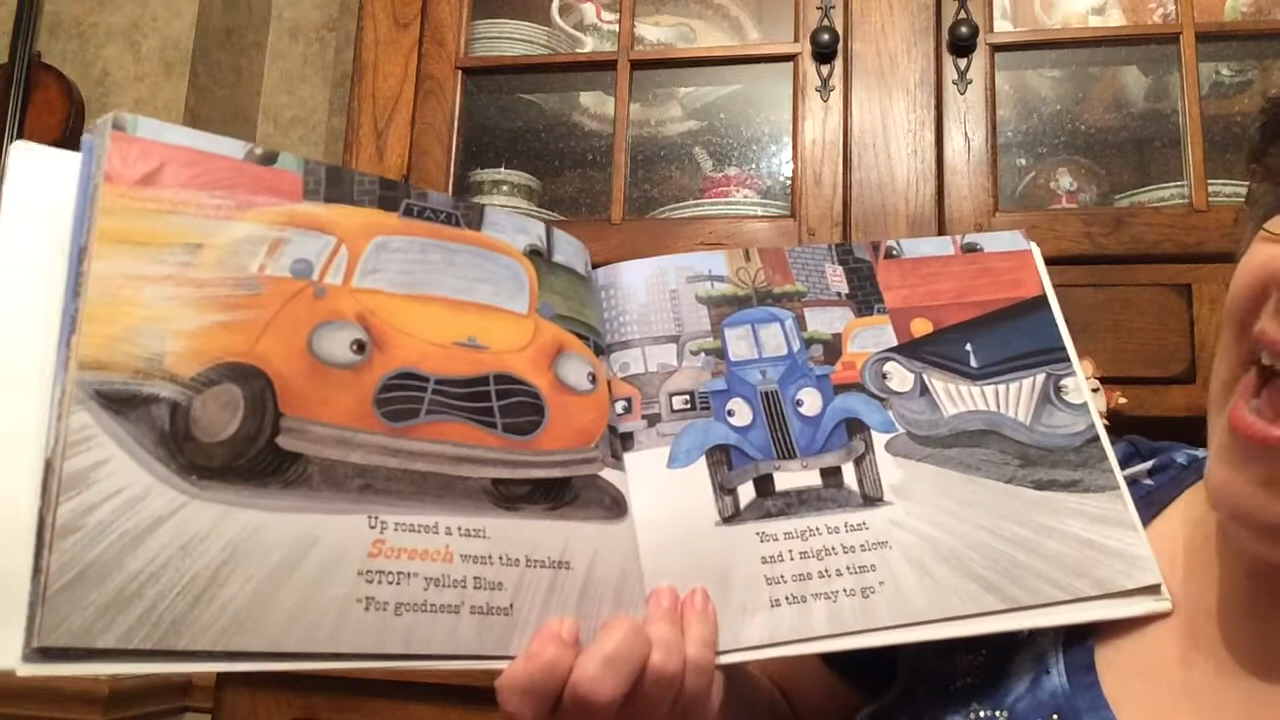 TAXI
Up roared a taxi.
Screech went the brakes.
"STOP!" yelled Blue.
"For goodness' sakes!
You might be fast
and I might be slow,
but one at a time
is the way to go."